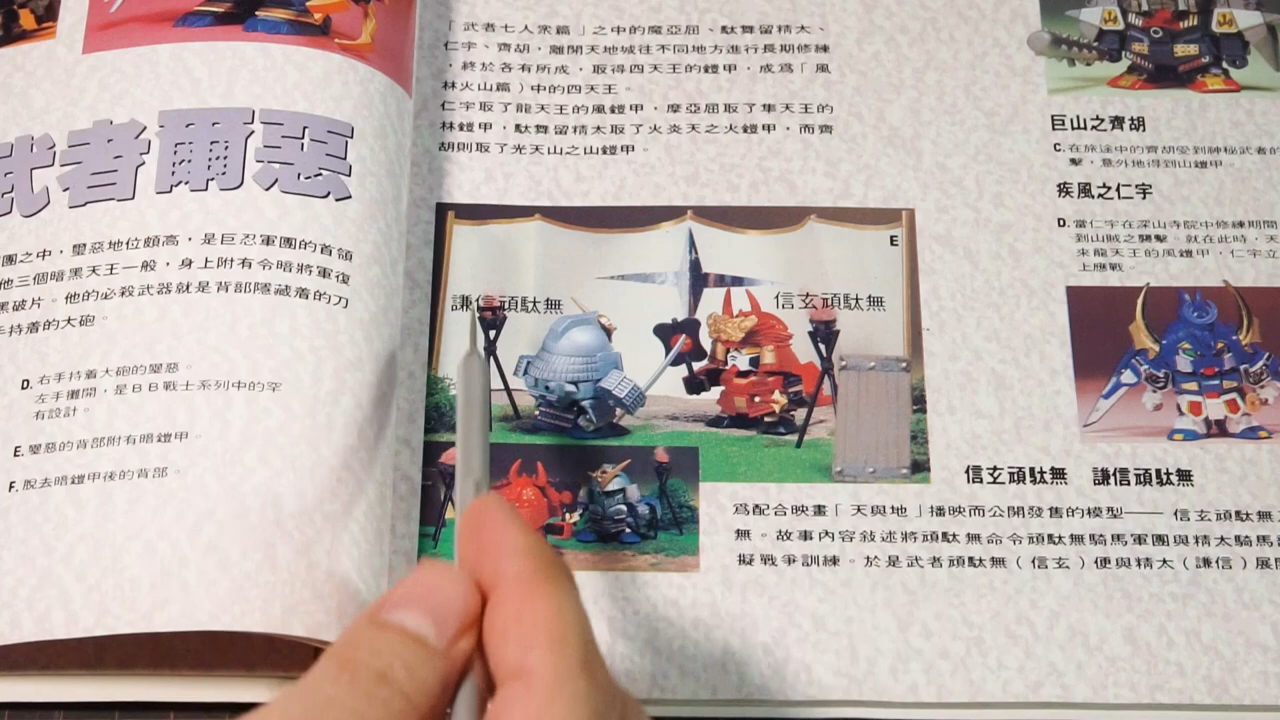 武者爾惡
團之中，璽惡地位頗高，是巨忍軍團的首領
他三個暗黑天王一般，身上附有令暗將軍復
黑破片。他的必殺武器就是背部隱藏着的刀
手持着的大砲。
D. 右手持着大砲的璽惡。
左手攤開，是ＢＢ戰士系列中的罕
有設計。
E. 璽惡的背部附有暗鎧甲。
F. 脫去暗鎧甲後的背部。
「武者七人衆篇」之中的魔亞屈、駄舞留精太、
仁宇、齊胡，離開天地城往不同地方進行長期修練
，終於各有所成，取得四天王的鎧甲，成爲「風
林火山篇）中的四天王。
仁宇取了龍天王的風鎧甲，摩亞屈取了隼天王的
林鎧甲，駄舞留精太取了火炎天之火鎧甲，而齊
胡則取了光天山之山鎧甲。
E
謙信頑駄無
信玄頑駄無
信玄頑駄無 謙信頑駄無
爲配合映畫「天與地」播映而公開發售的模型—— 信玄頑駄無
無。故事內容敍述將頑駄無命令頑駄無騎馬軍團與精太騎馬
擬戰爭訓練。於是武者頑駄無（信玄）便與精太（謙信）展
巨山之齊胡
C. 在旅途中的齊胡受到神秘武者的
擊，意外地得到山鎧甲。
疾風之仁宇
D. 當仁宇在深山寺院中修練期間
到山賊之襲擊。就在此時，天
來龍天王的風鎧甲，仁宇立
上應戰。